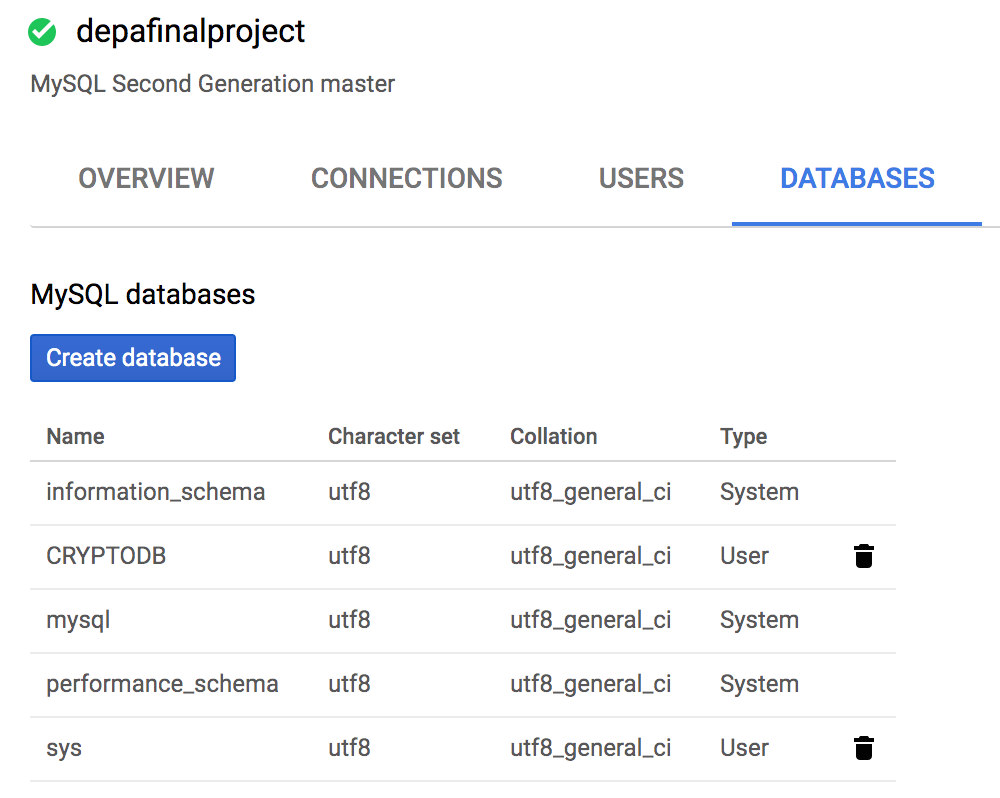 depafinalproject
MySQL Second Generation master
OVERVIEW CONNECTIONS USERS DATABASES
MySQL databases
Create database
Name Character set Collation Type
information_schema utf8 utf8_general_ci System
CRYPTODB utf8 utf8_general_ci User
mysql utf8 utf8_general_ci System
performance_schema utf8 utf8_general_ci System
sys utf8 utf8_general_ci User